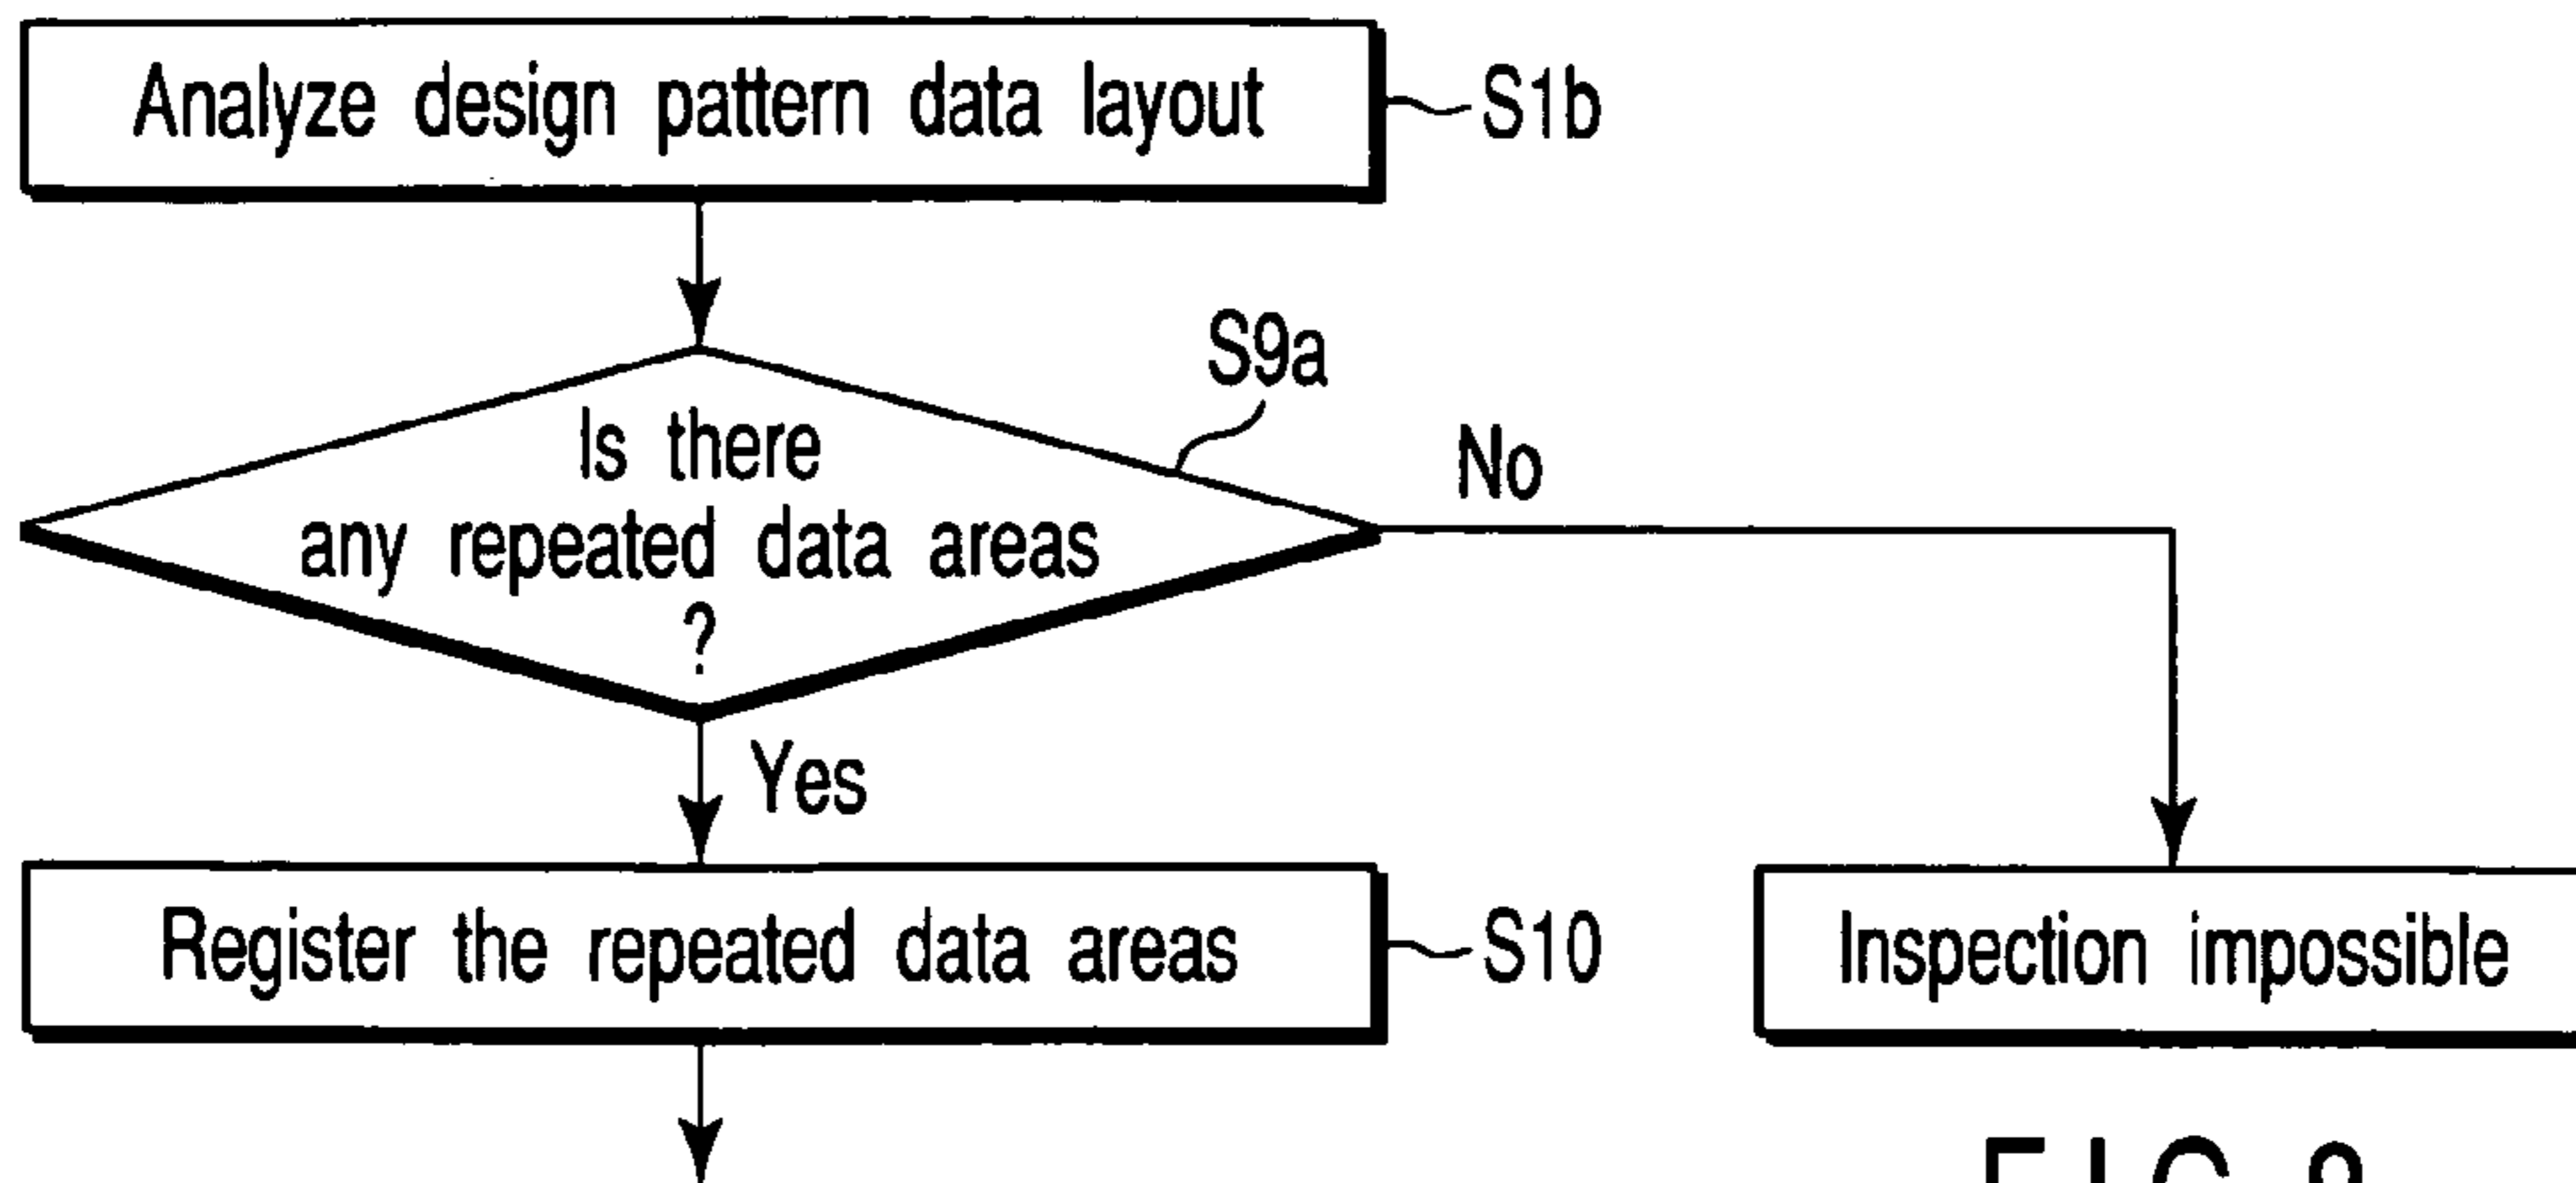 Analyze design pattern data layout
S1b
S9a
Is there
any repeated data areas
?
No
Yes
Register the repeated data areas
S10
Inspection impossible